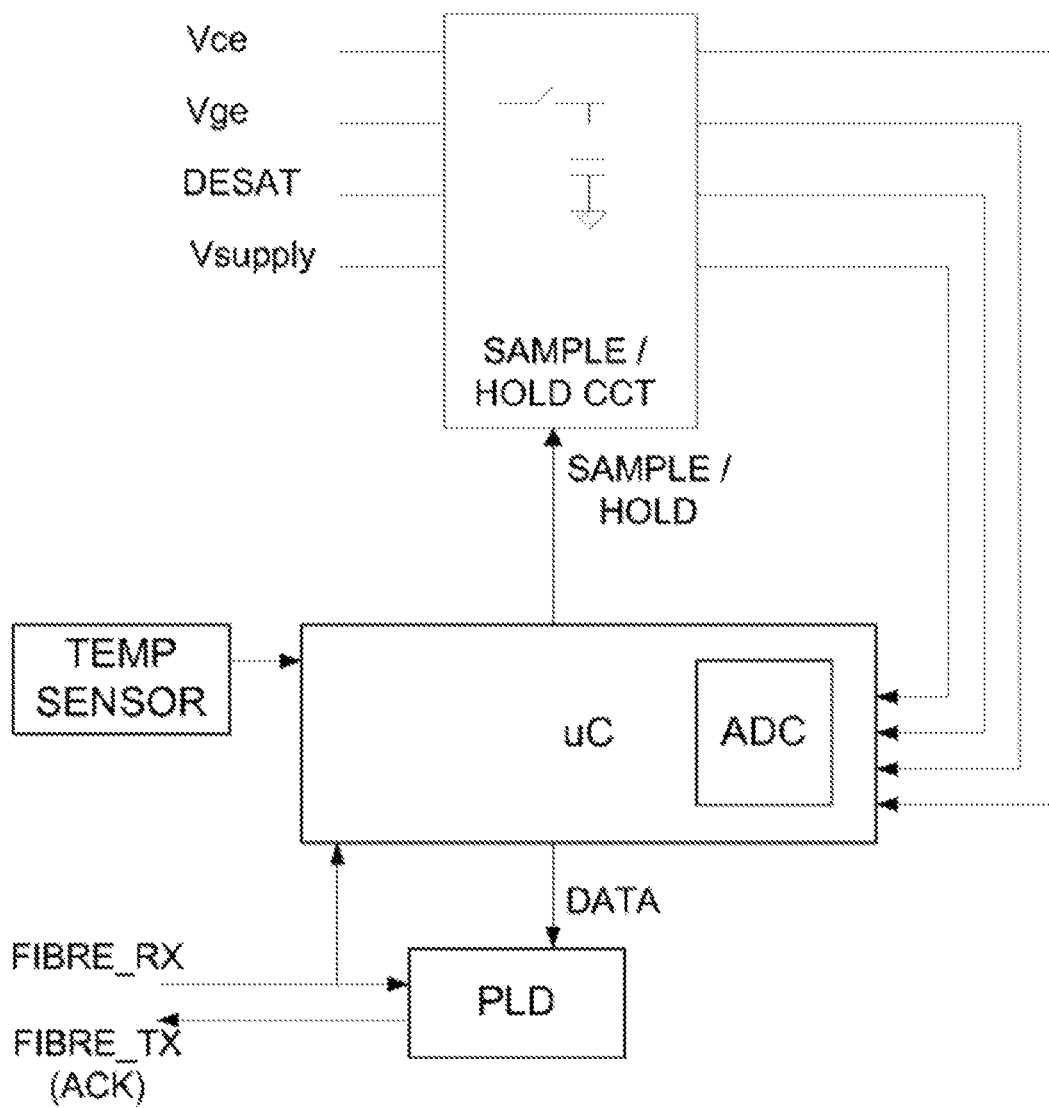 Vce
Vge
DESAT
Vsupply
SAMPLE /
HOLD CCT
SAMPLE /
HOLD
TEMP
SENSOR
uC
ADC
DATA
FIBRE_RX
PLD
FIBRE_TX
(ACK)